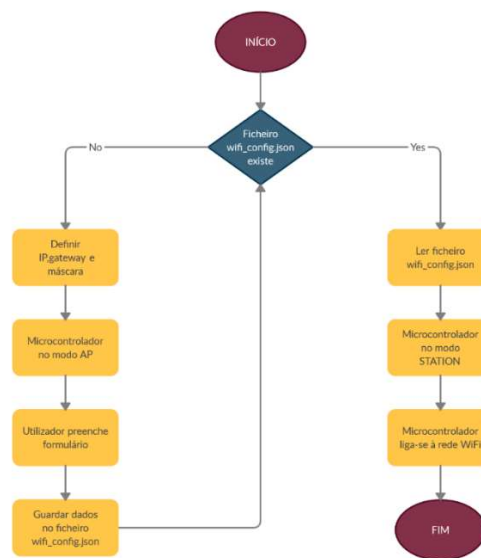 INÍCIO
Ficheiro
wifi_config.json
existe
No
Yes
Definir
IP,gateway e
máscara
Ler ficheiro
wifi_config.json
Microcontrolador
no modo AP
Microcontrolador
no modo
STATION
Utilizador preenche
formulário
Microcontrolador
liga-se à rede WiFi
Guardar dados
no ficheiro
wifi_config.json
FIM